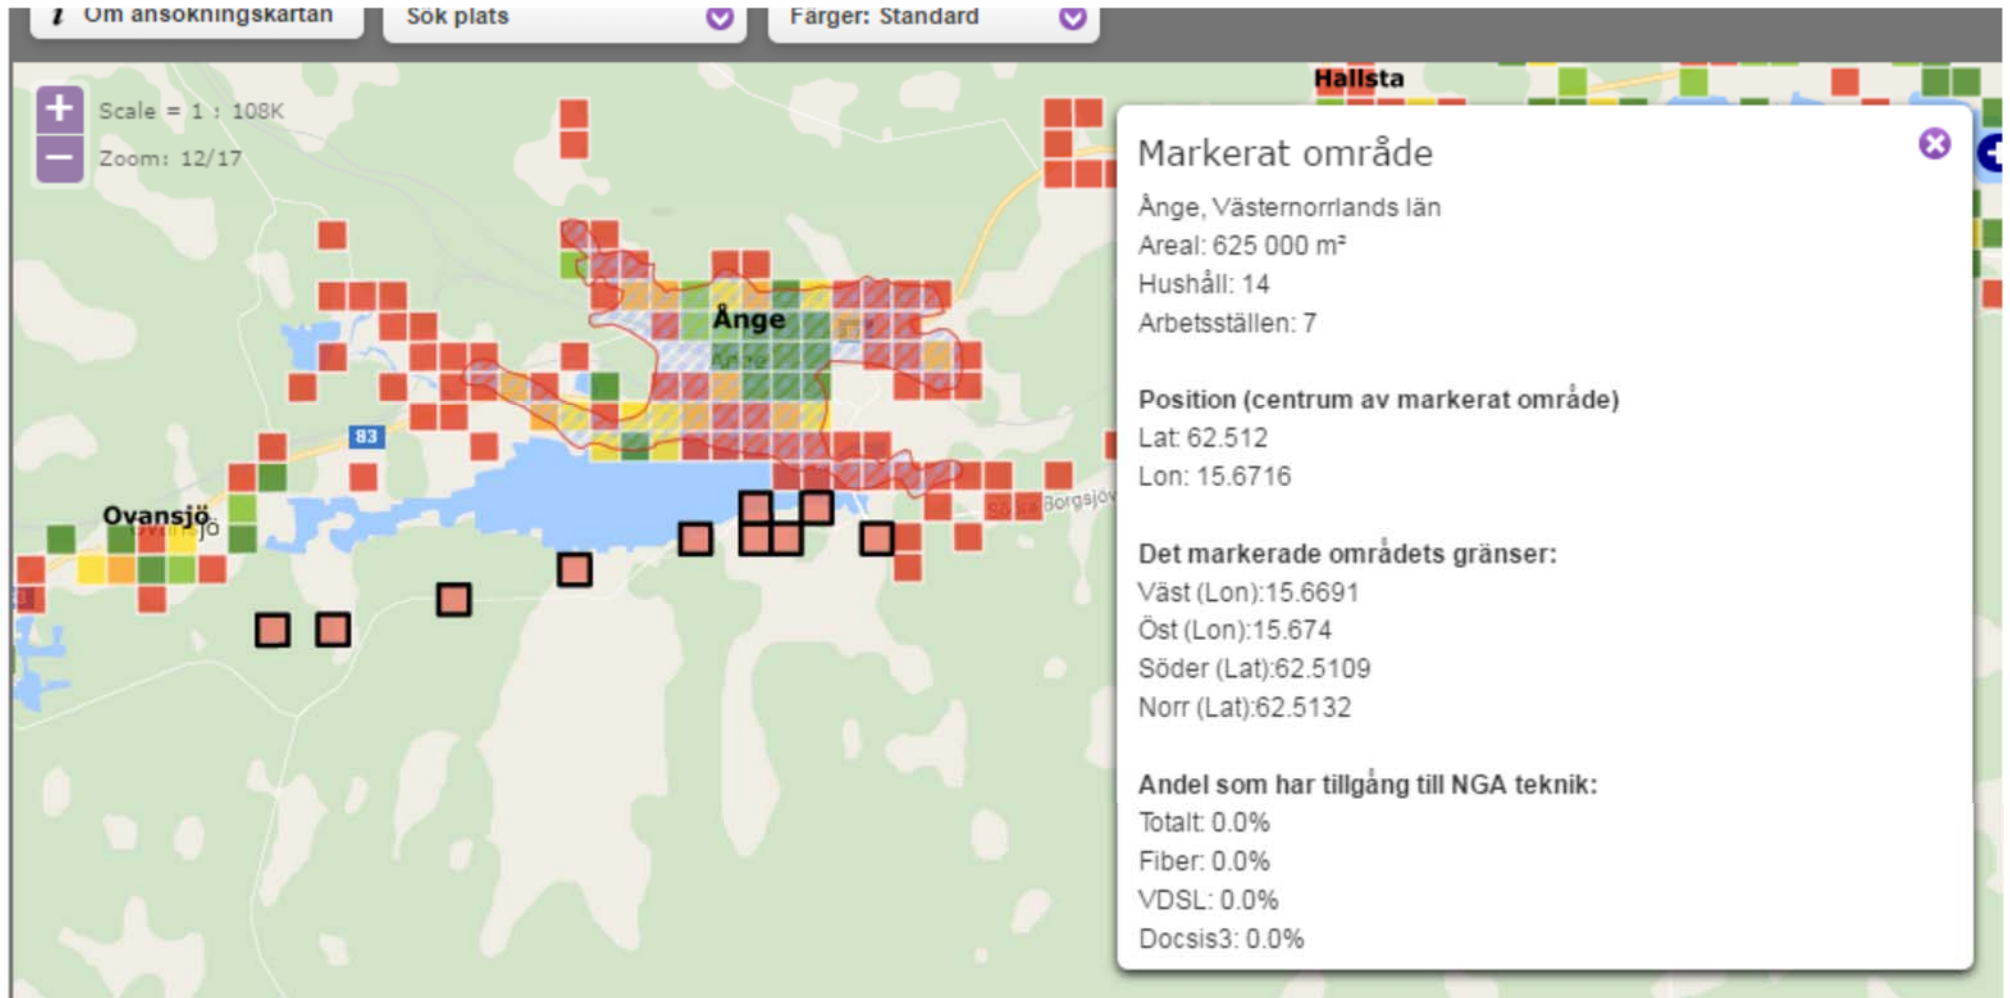 i Om ansökningskartan
Sök plats
Färger: Standard
Scale = 1 : 108K
Zoom: 12/17
Hallsta
Markerat område
Ånge, Västernorrlands län
Areal: 625 000 m²
Hushåll: 14
Arbetsställen: 7
Position (centrum av markerat område)
Lat: 62.512
Lon: 15.6716
Det markerade områdets gränser:
Väst (Lon):15.6691
Öst (Lon):15.674
Söder (Lat):62.5109
Norr (Lat):62.5132
Andel som har tillgång till NGA teknik:
Totalt: 0.0%
Fiber: 0.0%
VDSL: 0.0%
Docsis3: 0.0%
Ånge
Ånge
83
Ovansjö